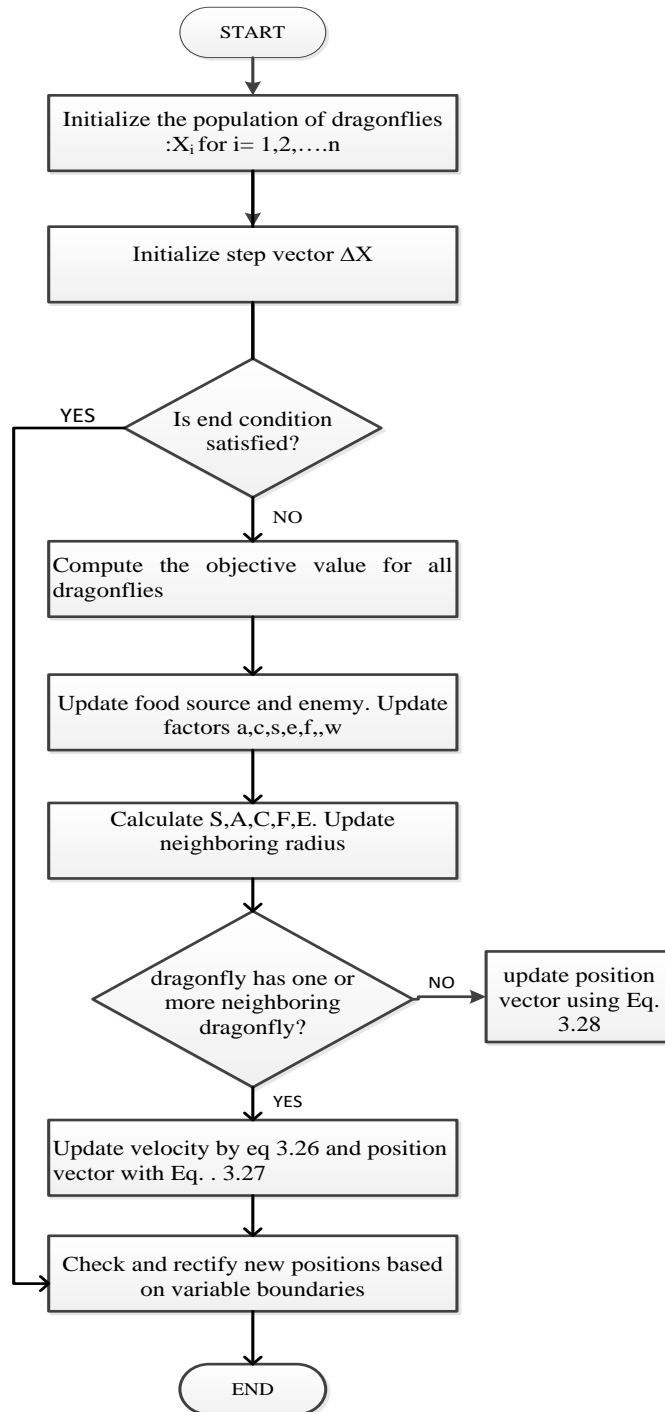 START
Initialize the population of dragonflies
:Xi for i= 1,2,….n
Initialize step vector ΔX
YES
Is end condition
satisfied?
NO
Compute the objective value for all
dragonflies
Update food source and enemy. Update
factors a,c,s,e,f,,w
Calculate S,A,C,F,E. Update
neighboring radius
dragonfly has one or
more neighboring
dragonfly?
NO
update position
vector using Eq.
3.28
YES
Update velocity by eq 3.26 and position
vector with Eq. . 3.27
Check and rectify new positions based
on variable boundaries
END